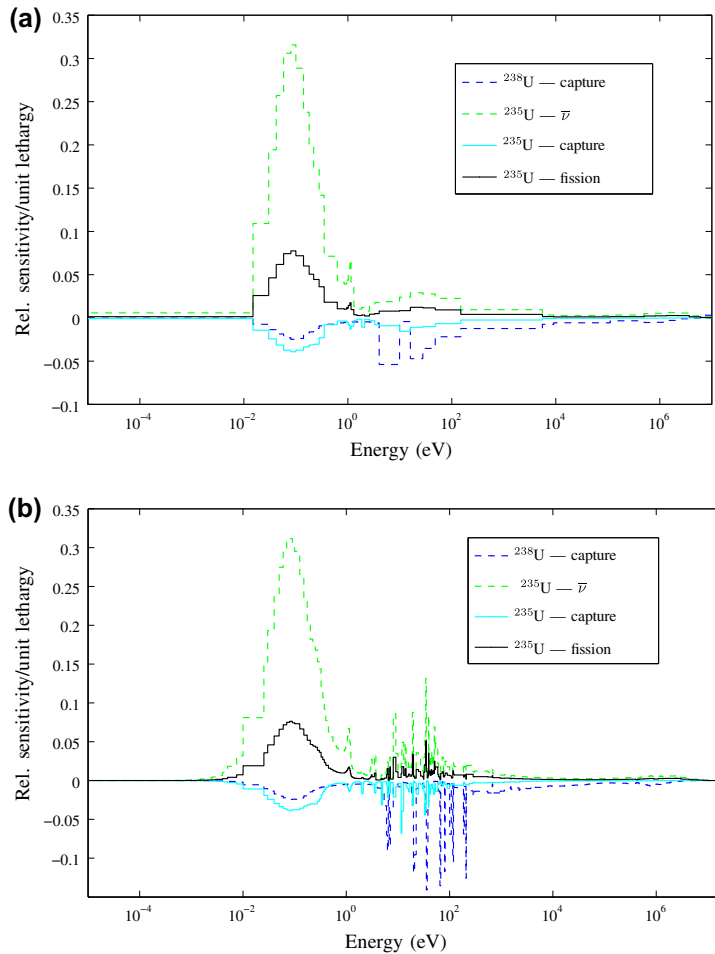 (a)
Rel. sensitivity/unit lethargy
0.35
0.3
0.25
0.2
0.15
0.1
0.05
0
−0.05
−0.1
²³⁸U — capture
²³⁵U — ν̅
²³⁵U — capture
²³⁵U — fission
10⁻⁴ 10⁻² 10⁰ 10² 10⁴ 10⁶
Energy (eV)
(b)
Rel. sensitivity/unit lethargy
0.35
0.3
0.25
0.2
0.15
0.1
0.05
0
−0.05
−0.1
²³⁸U — capture
²³⁵U — ν̅
²³⁵U — capture
²³⁵U — fission
10⁻⁴ 10⁻² 10⁰ 10² 10⁴ 10⁶
Energy (eV)